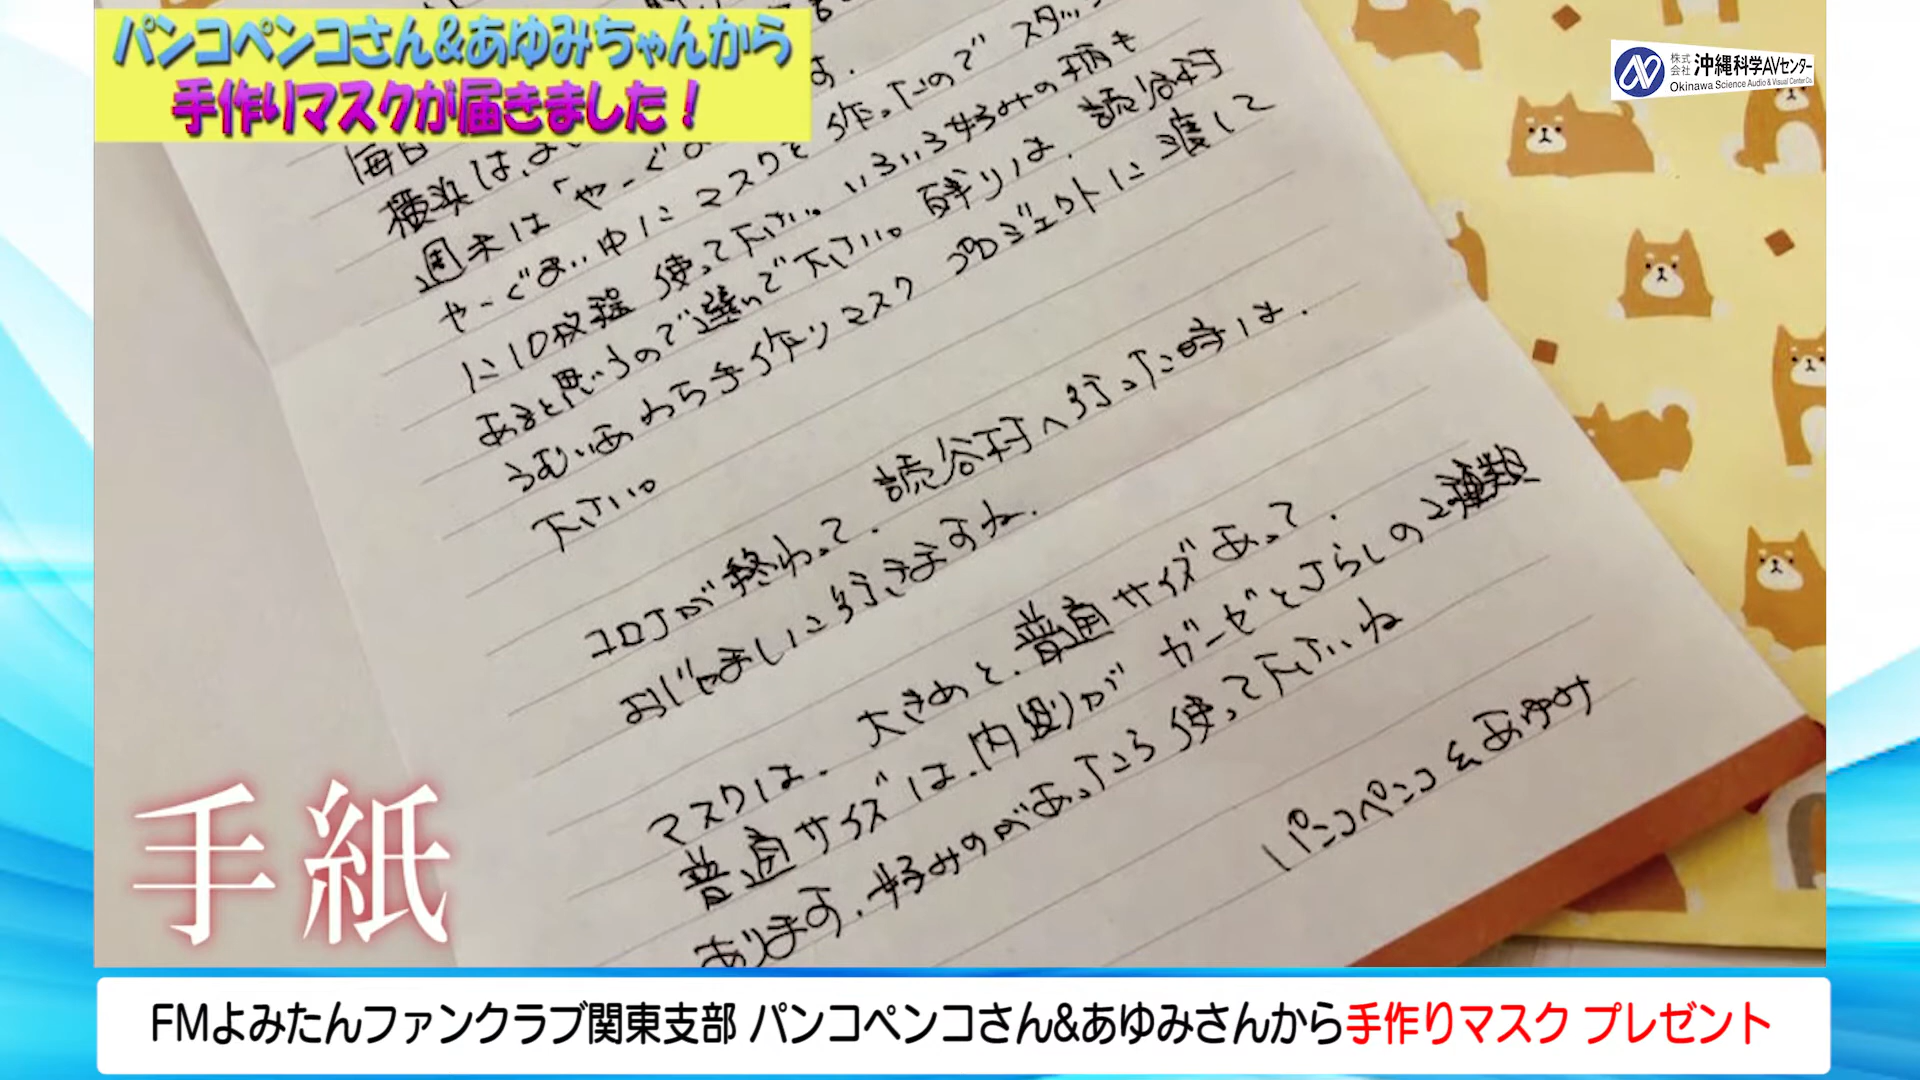 パンコペンコさん&あゆみちゃんから
手作りマスクが届きました！
株式会社 沖縄科学AVセンター
Okinawa Science Audio & Visual Center Co.
毎日
横浜は、
週末は「やーぐま
やーぐまい中にマスクを作ったのでスタッフ
に10枚程使って下さい。いろいろ好みの柄も
あると思うので選いで下さい。残りは、読谷村
うむいあわち手作りマスクプロジェクトに渡して
下さい。
コロナが終わって、読谷村へ行った時は、
おじゃましいこ行きますね.
マスクは、大きめと、普通サイズあって、
普通サイズは、内側がガーゼとさらしの2種類
あります、好みのがあったら使って下さいね
パンコペンコ&あゆみ
手紙
FMよみたんファンクラブ関東支部 パンコペンコさん&あゆみさんから手作りマスク プレゼント